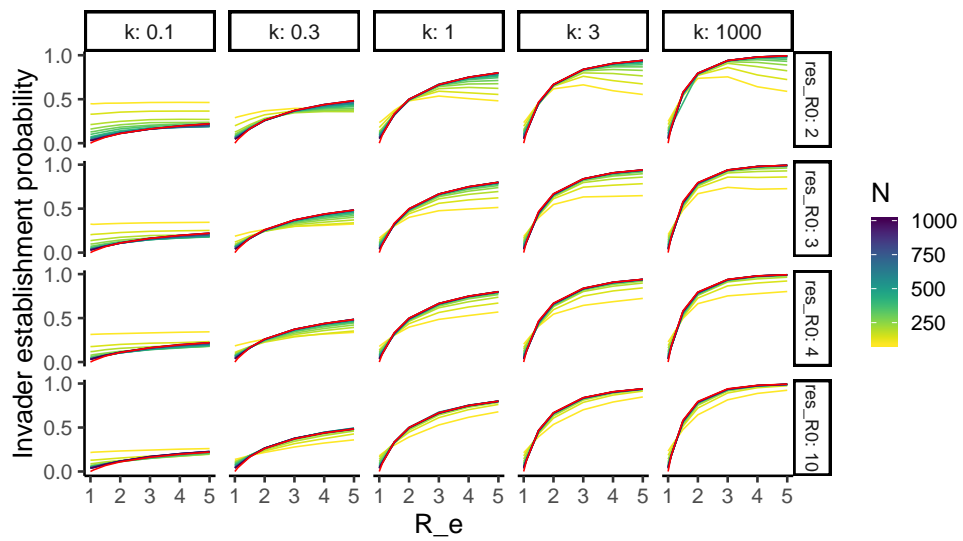 k: 0.1 k: 0.3 k: 1 k: 3 k: 1000
Invader establishment probability
1.0
0.5
0.0
res_R0: 2
1.0
0.5
0.0
res_R0: 3
1.0
0.5
0.0
res_R0: 4
1.0
0.5
0.0
res_R0: 10
1 2 3 4 5 1 2 3 4 5 1 2 3 4 5 1 2 3 4 5 1 2 3 4 5
R_e
N
1000
750
500
250